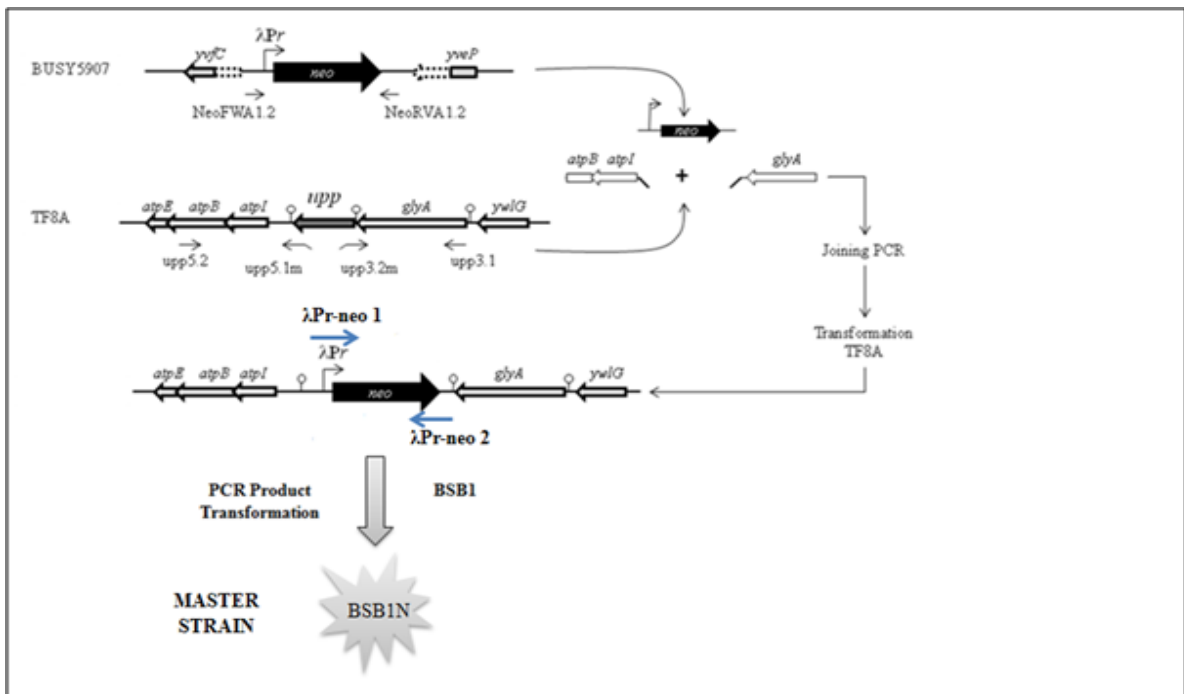 λPr
yvfC
yveP
BUSY5907
neo
NeoFWA1.2
NeoRVA1.2
neo
atpB atpI
+
glyA
upp
atpE atpB atpI
glyA
ywlG
TF8A
upp5.2
upp5.1m
upp3.2m
upp3.1
Joining PCR
λPr-neo 1
Transformation
TF8A
λPr
atpE atpB atpI
glyA
ywlG
neo
λPr-neo 2
PCR Product
Transformation
BSB1
MASTER
STRAIN
BSB1N